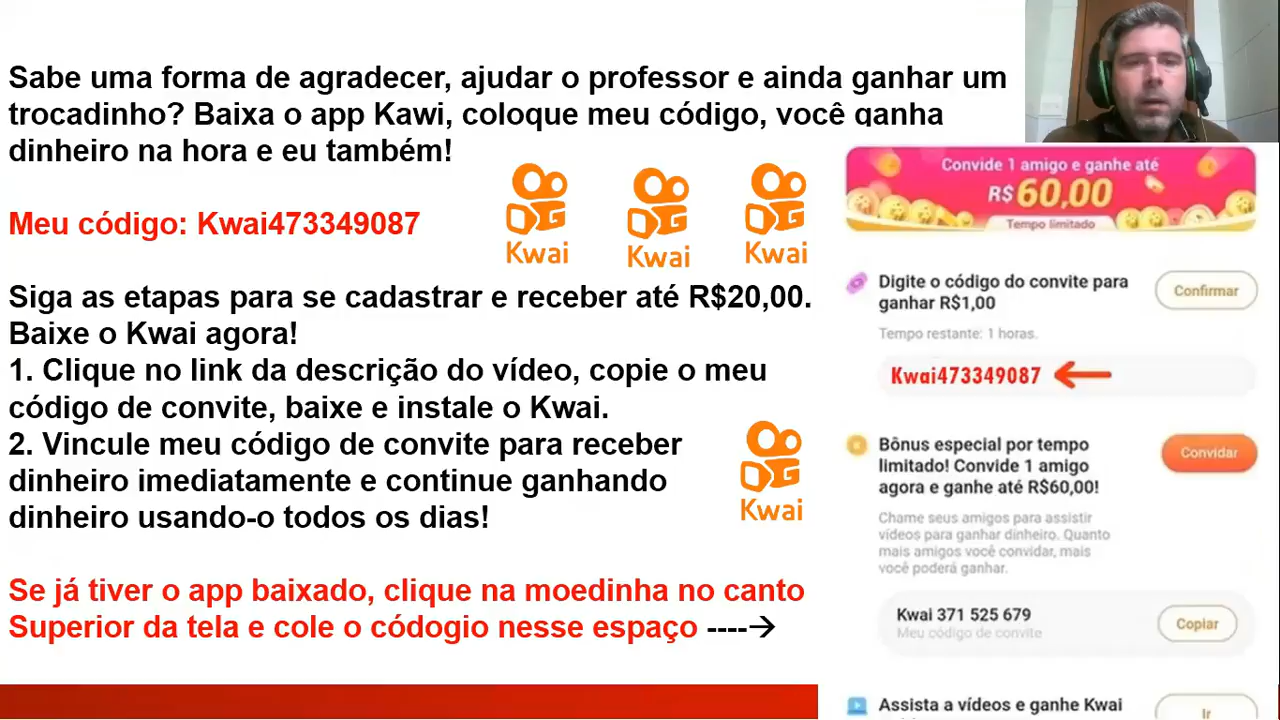 Sabe uma forma de agradecer, ajudar o professor e ainda ganhar um
trocadinho? Baixa o app Kawi, coloque meu código, você ganha
dinheiro na hora e eu também!
Meu código: Kwai473349087
Kwai
Kwai
Kwai
Siga as etapas para se cadastrar e receber até R$20,00.
Baixe o Kwai agora!
1. Clique no link da descrição do vídeo, copie o meu
código de convite, baixe e instale o Kwai.
2. Vincule meu código de convite para receber
dinheiro imediatamente e continue ganhando
dinheiro usando-o todos os dias!
Kwai
Se já tiver o app baixado, clique na moedinha no canto
Superior da tela e cole o códogio nesse espaço ---->
Convide 1 amigo e ganhe até
R$ 60,00
Tempo limitado
Digite o código do convite para
ganhar R$1,00
Confirmar
Tempo restante: 1 horas.
Kwai473349087
Bônus especial por tempo
limitado! Convide 1 amigo
agora e ganhe até R$60,00!
Convidar
Chame seus amigos para assistir
vídeos para ganhar dinheiro. Quanto
mais amigos você convidar, mais
você poderá ganhar.
Kwai 371 525 679
Meu código de convite
Copiar
Assista a vídeos e ganhe Kwai
Ir